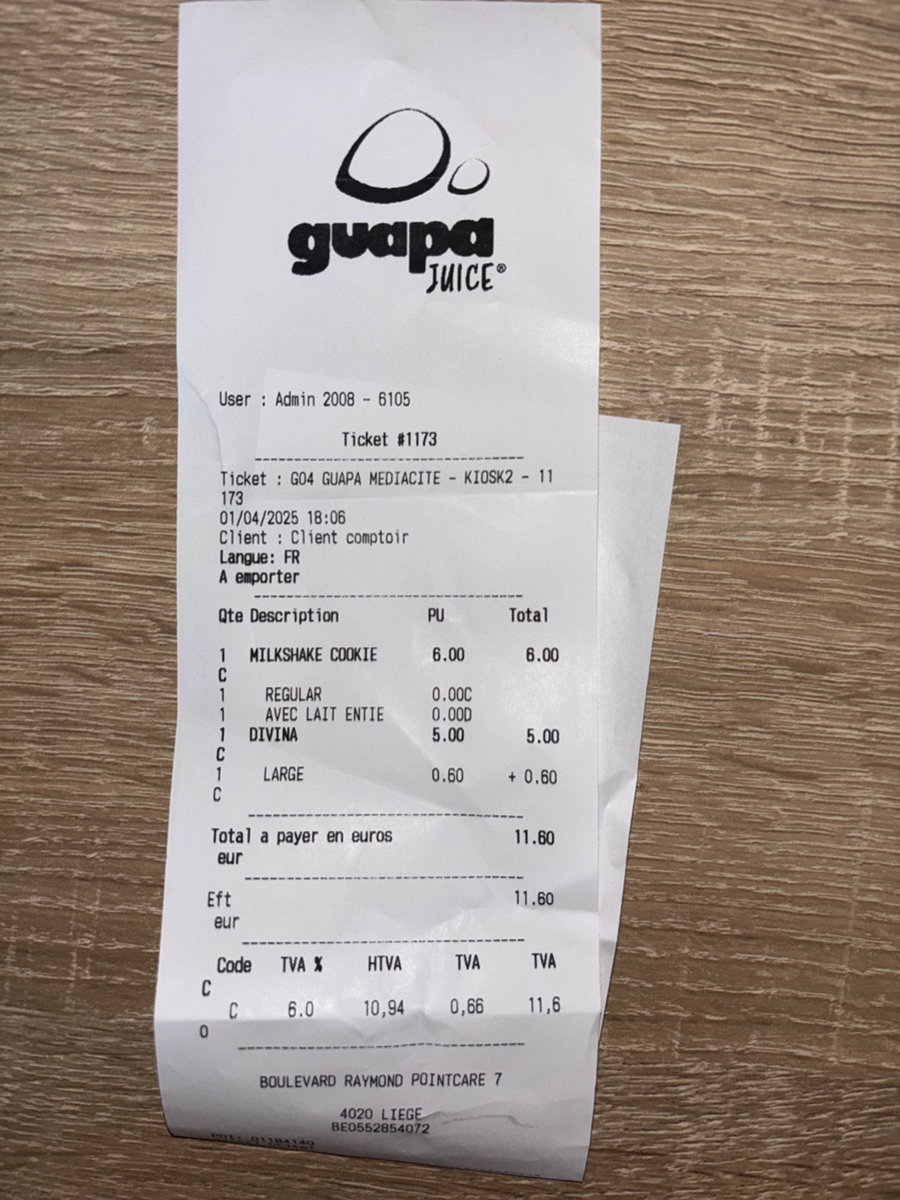 guapa
JUICE®
User : Admin 2008 - 6105
Ticket #1173
Ticket : G04 GUAPA MEDIACITE - KIOSK2 - 11
173
01/04/2025 18:06
Client : Client comptoir
Langue: FR
A emporter
Qte Description PU Total
1 MILKSHAKE COOKIE 6.00 6.00
C
1 REGULAR 0.00C
1 AVEC LAIT ENTIE 0.00D
1 DIVINA 5.00 5.00
C
1 LARGE 0.60 + 0.60
C
Total a payer en euros 11.60
eur
Eft 11.60
eur
Code TVA % HTVA TVA TVA
C
C 6.0 10,94 0,66 11,6
0
BOULEVARD RAYMOND POINTCARE 7
4020 LIEGE
BE0552854072